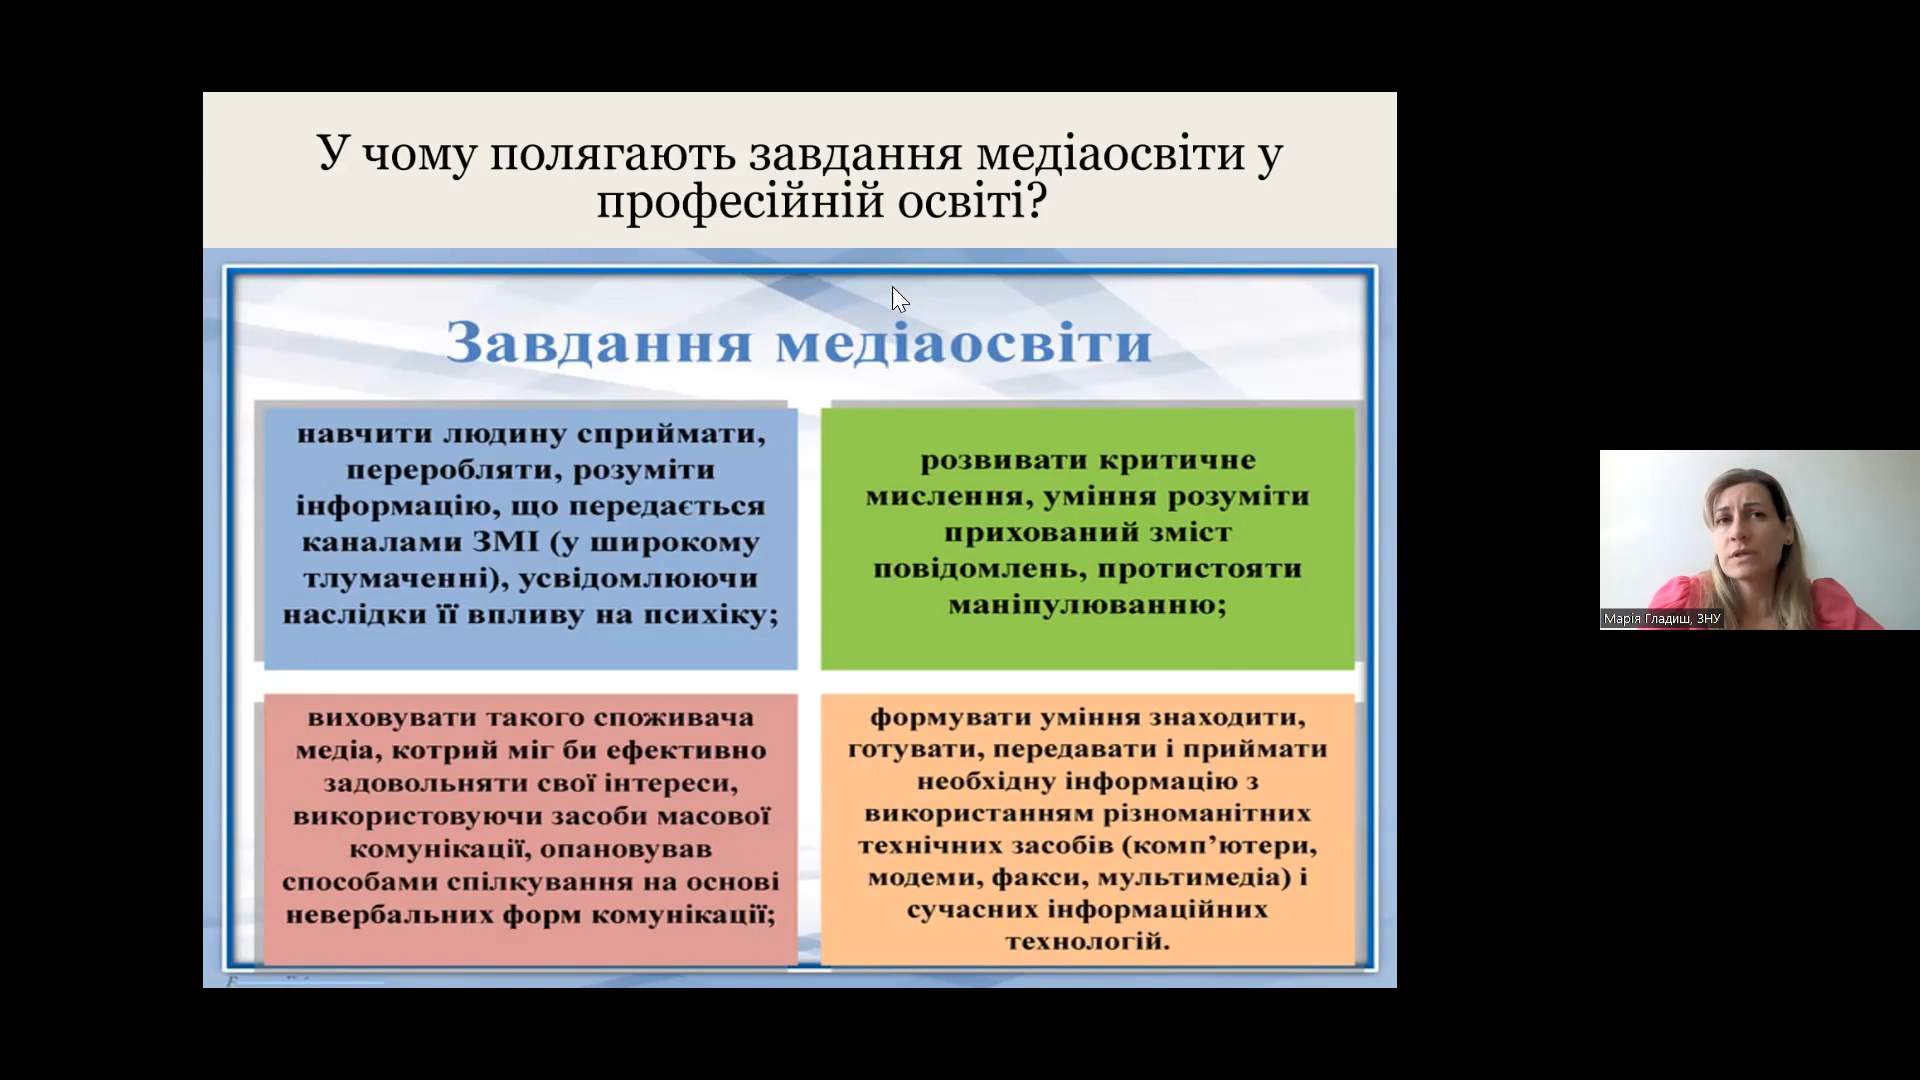 У чому полягають завдання медіаосвіти у
професійній освіті?
Завдання медіаосвіти
навчити людину сприймати,
переробляти, розуміти
інформацію, що передається
каналами ЗМІ (у широкому
тлумаченні), усвідомлюючи
наслідки її впливу на психіку;
розвивати критичне
мислення, уміння розуміти
прихований зміст
повідомлень, протистояти
маніпулюванню;
виховувати такого споживача
медіа, котрий міг би ефективно
задовольняти свої інтереси,
використовуючи засоби масової
комунікації, опановував
способами спілкування на основі
невербальних форм комунікації;
формувати уміння знаходити,
готувати, передавати і приймати
необхідну інформацію з
використанням різноманітних
технічних засобів (комп’ютери,
модеми, факси, мультимедіа) і
сучасних інформаційних
технологій.
Марія Гладиш, ЗНУ